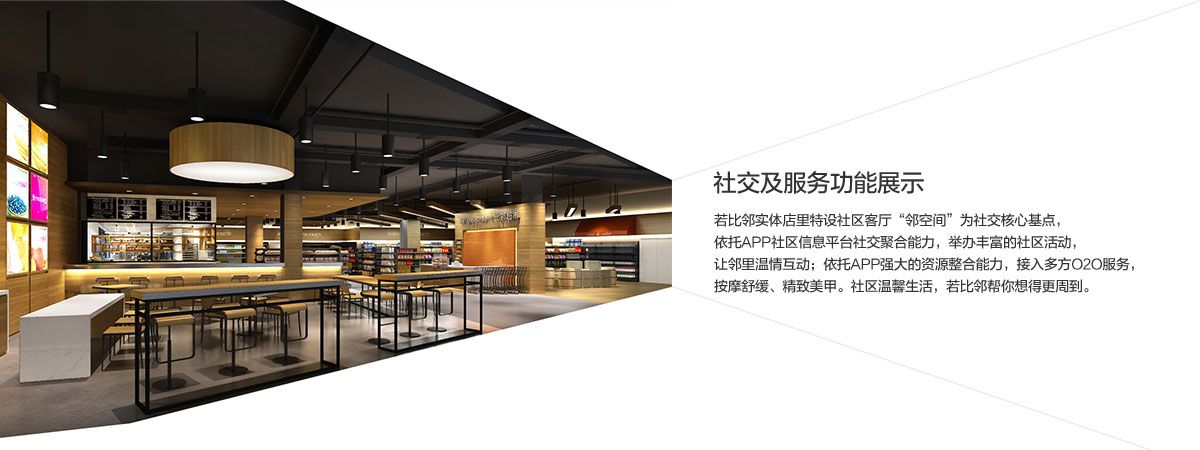 社交及服务功能展示
若比邻实体店里特设社区客厅“邻空间”为社交核心基点，
依托APP社区信息平台社交聚合能力，举办丰富的社区活动，
让邻里温情互动；依托APP强大的资源整合能力，接入多方O2O服务，
按摩舒缓、精致美甲。社区温馨生活，若比邻帮你想得更周到。